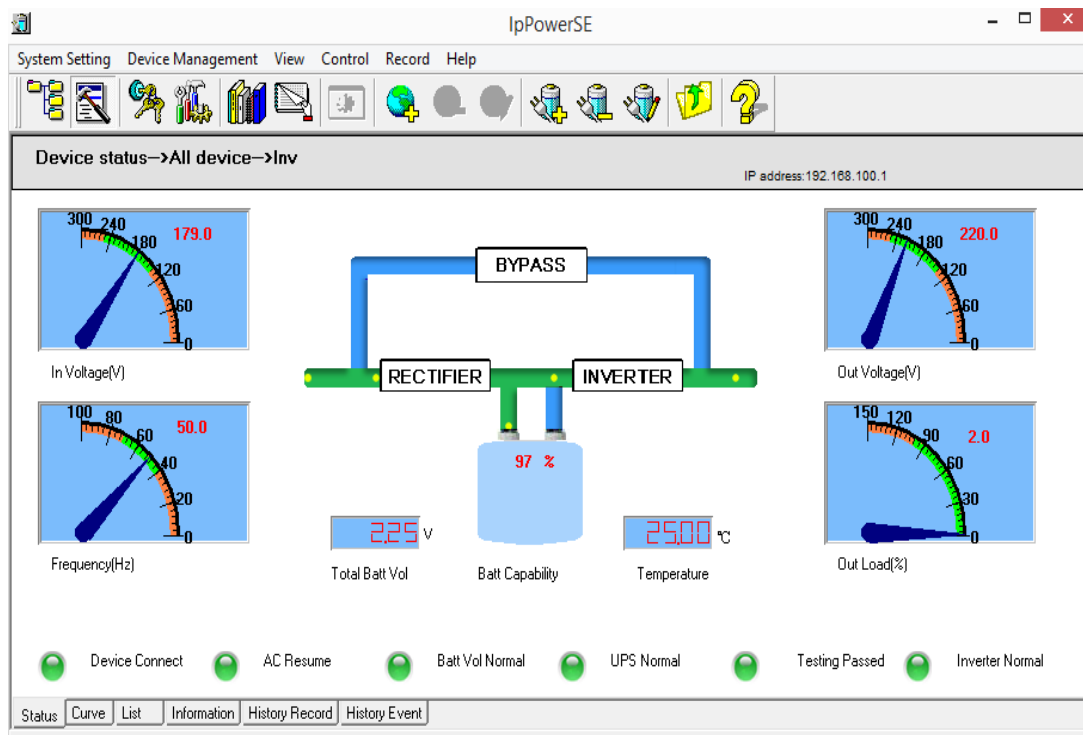 IpPowerSE
System Setting Device Management View Control Record Help
Device status->All device->Inv
IP address:192.168.100.1
300 240 180 120 60 0
179.0
In Voltage(V)
BYPASS
300 240 180 120 60 0
220.0
Out Voltage(V)
RECTIFIER INVERTER
100 80 60 40 20 0
50.0
Frequency(Hz)
97 %
150 120 90 60 30 0
2.0
Out Load(%)
2.25 V
Total Batt Vol
Batt Capability
25.00 ℃
Temperature
Device Connect AC Resume Batt Vol Normal UPS Normal Testing Passed Inverter Normal
Status Curve List Information History Record History Event